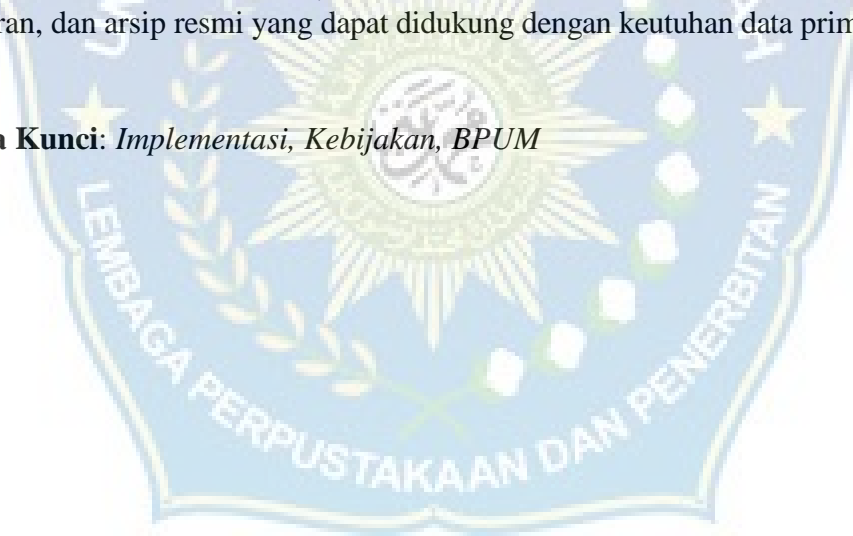 ran, dan arsip resmi yang dapat didukung dengan keutuhan data prim
a Kunci: Implementasi, Kebijakan, BPUM
LEMBAGA PERPUSTAKAAN DAN PENERBITAN